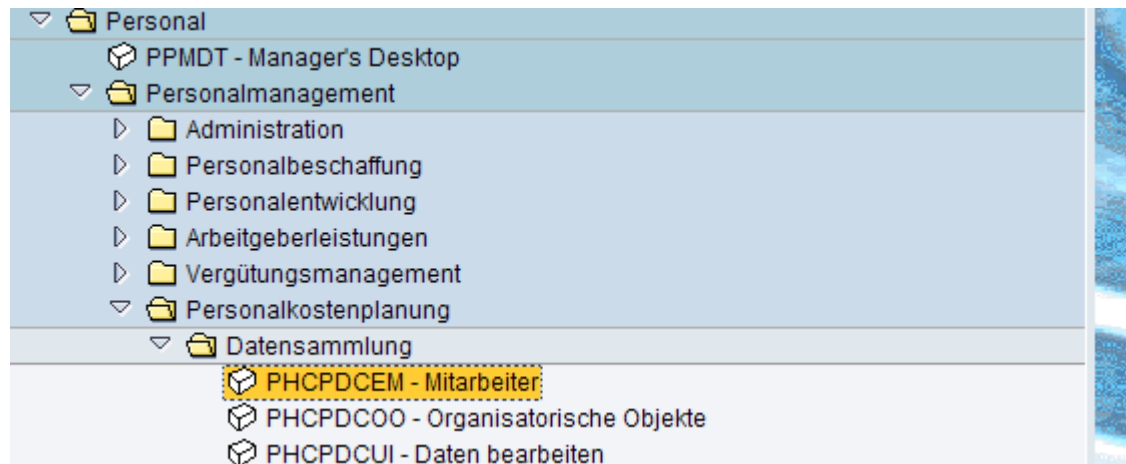 Personal
PPMDT - Manager's Desktop
Personalmanagement
Administration
Personalbeschaffung
Personalentwicklung
Arbeitgeberleistungen
Vergütungsmanagement
Personalkostenplanung
Datensammlung
PHCPDCEM - Mitarbeiter
PHCPDCOO - Organisatorische Objekte
PHCPDCUI - Daten bearbeiten